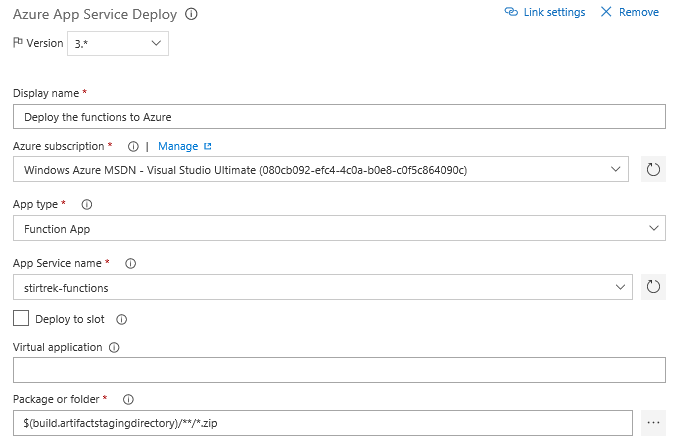 Azure App Service Deploy
Link settings
Remove
Version 3.*
Display name *
Deploy the functions to Azure
Azure subscription * | Manage
Windows Azure MSDN - Visual Studio Ultimate (080cb092-efc4-4c0a-b0e8-c0f5c864090c)
App type *
Function App
App Service name *
stirtrek-functions
Deploy to slot
Virtual application
Package or folder *
$(build.artifactstagingdirectory)/**/*.zip
...